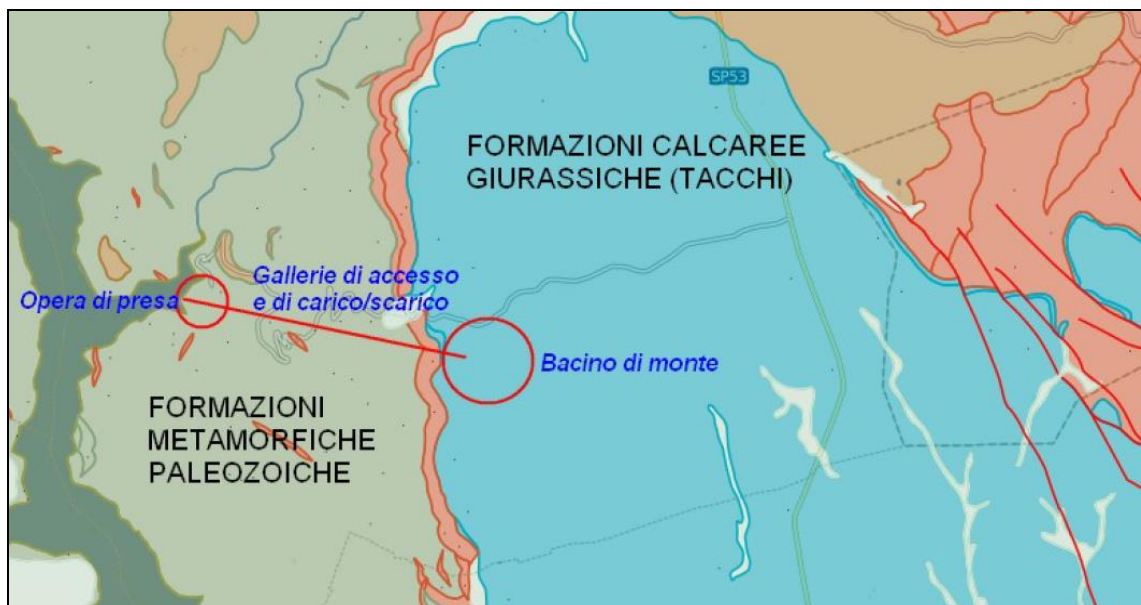 SP53
FORMAZIONI CALCAREE
GIURASSICHE (TACCHI)
Gallerie di accesso
e di carico/scarico
Opera di presa
Bacino di monte
FORMAZIONI
METAMORFICHE
PALEOZOICHE